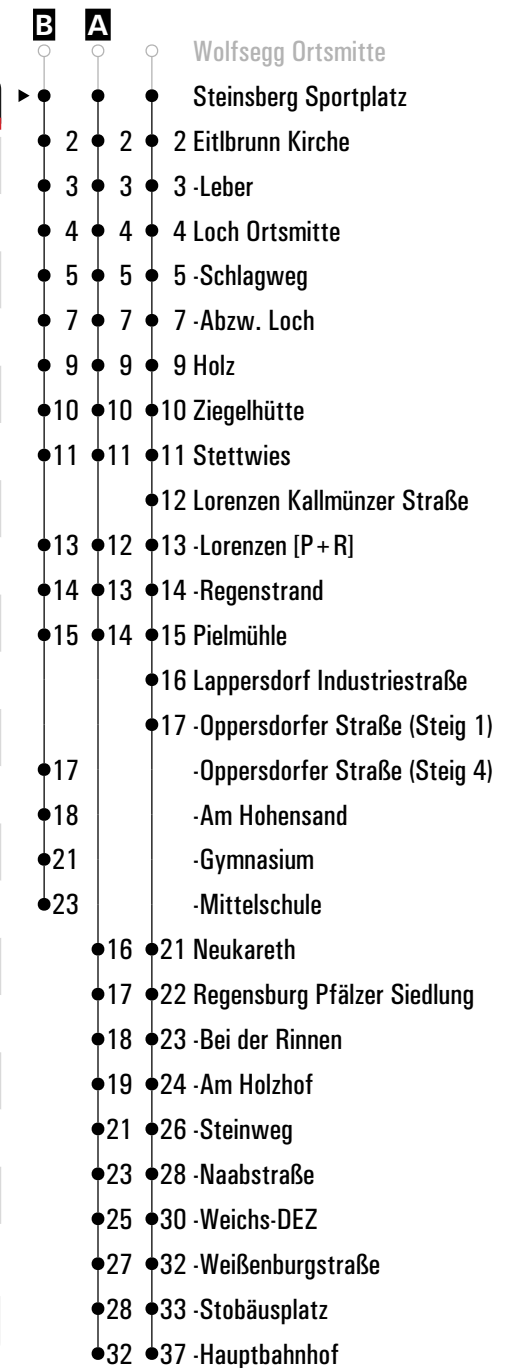 B A
Wolfsegg Ortsmitte
Steinsberg Sportplatz
2 2 2 Eitlbrunn Kirche
3 3 3 -Leber
4 4 4 Loch Ortsmitte
5 5 5 -Schlagweg
7 7 7 -Abzw. Loch
9 9 9 Holz
10 10 10 Ziegelhütte
11 11 11 Stettwies
12 Lorenzen Kallmünzer Straße
13 12 13 -Lorenzen [P+R]
14 13 14 -Regenstrand
15 14 15 Pielmühle
16 Lappersdorf Industriestraße
17 -Oppersdorfer Straße (Steig 1)
17 -Oppersdorfer Straße (Steig 4)
18 -Am Hohensand
21 -Gymnasium
23 -Mittelschule
16 21 Neukareth
17 22 Regensburg Pfälzer Siedlung
18 23 -Bei der Rinnen
19 24 -Am Holzhof
21 26 -Steinweg
23 28 -Naabstraße
25 30 -Weichs-DEZ
27 32 -Weißenburgstraße
28 33 -Stobäusplatz
32 37 -Hauptbahnhof